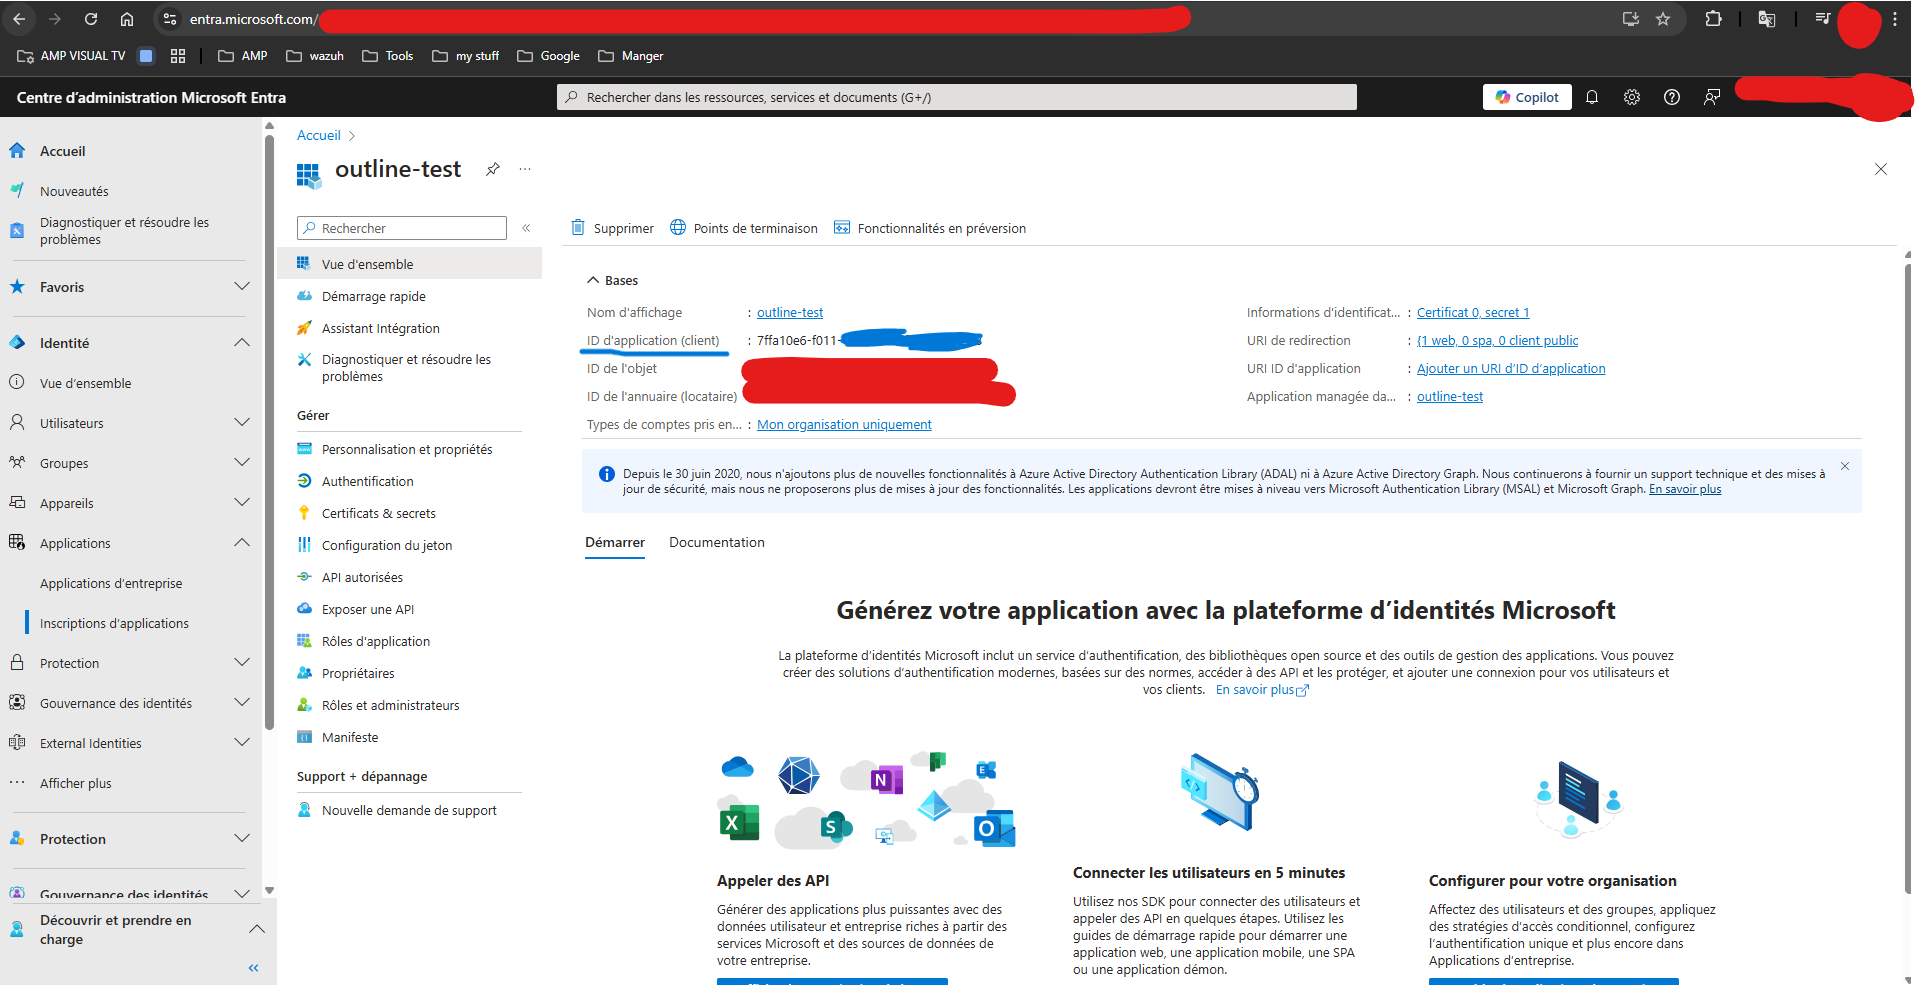 entra.microsoft.com/
AMP VISUAL TV
AMP
wazuh
Tools
my stuff
Google
Manger
Centre d'administration Microsoft Entra
Rechercher dans les ressources, services et documents (G+/)
Copilot
Accueil
Nouveautés
Diagnostiquer et résoudre les
problèmes
Favoris
Identité
Vue d'ensemble
Utilisateurs
Groupes
Appareils
Applications
Applications d'entreprise
Inscriptions d'applications
Protection
Gouvernance des identités
External Identities
Afficher plus
Protection
Gouvernance des identités
Découvrir et prendre en
charge
Accueil
outline-test
Rechercher
Vue d'ensemble
Démarrage rapide
Assistant Intégration
Diagnostiquer et résoudre les
problèmes
Gérer
Personnalisation et propriétés
Authentification
Certificats & secrets
Configuration du jeton
API autorisées
Exposer une API
Rôles d'application
Propriétaires
Rôles et administrateurs
Manifeste
Support + dépannage
Nouvelle demande de support
Supprimer
Points de terminaison
Fonctionnalités en préversion
Bases
Nom d'affichage : outline-test
ID d'application (client) : 7ffa10e6-f011-
ID de l'objet
ID de l'annuaire (locataire)
Types de comptes pris en... : Mon organisation uniquement
Informations d'identificat... : Certificat 0, secret 1
URI de redirection : {1 web, 0 spa, 0 client public
URI ID d'application : Ajouter un URI d'ID d'application
Application managée da... : outline-test
Depuis le 30 juin 2020, nous n'ajoutons plus de nouvelles fonctionnalités à Azure Active Directory Authentication Library (ADAL) ni à Azure Active Directory Graph. Nous continuerons à fournir un support technique et des mises à
jour de sécurité, mais nous ne proposerons plus de mises à jour des fonctionnalités. Les applications devront être mises à niveau vers Microsoft Authentication Library (MSAL) et Microsoft Graph. En savoir plus
Démarrer
Documentation
Générez votre application avec la plateforme d'identités Microsoft
La plateforme d'identités Microsoft inclut un service d'authentification, des bibliothèques open source et des outils de gestion des applications. Vous pouvez
créer des solutions d'authentification modernes, basées sur des normes, accéder à des API et les protéger, et ajouter une connexion pour vos utilisateurs et
vos clients. En savoir plus
Appeler des API
Générer des applications plus puissantes avec des
données utilisateur et entreprise riches à partir des
services Microsoft et des sources de données de
votre entreprise.
Connecter les utilisateurs en 5 minutes
Utilisez nos SDK pour connecter des utilisateurs et
appeler des API en quelques étapes. Utilisez les
guides de démarrage rapide pour démarrer une
application web, une application mobile, une SPA
ou une application démon.
Configurer pour votre organisation
Affectez des utilisateurs et des groupes, appliquez
des stratégies d'accès conditionnel, configurez
l'authentification unique et plus encore dans
Applications d'entreprise.